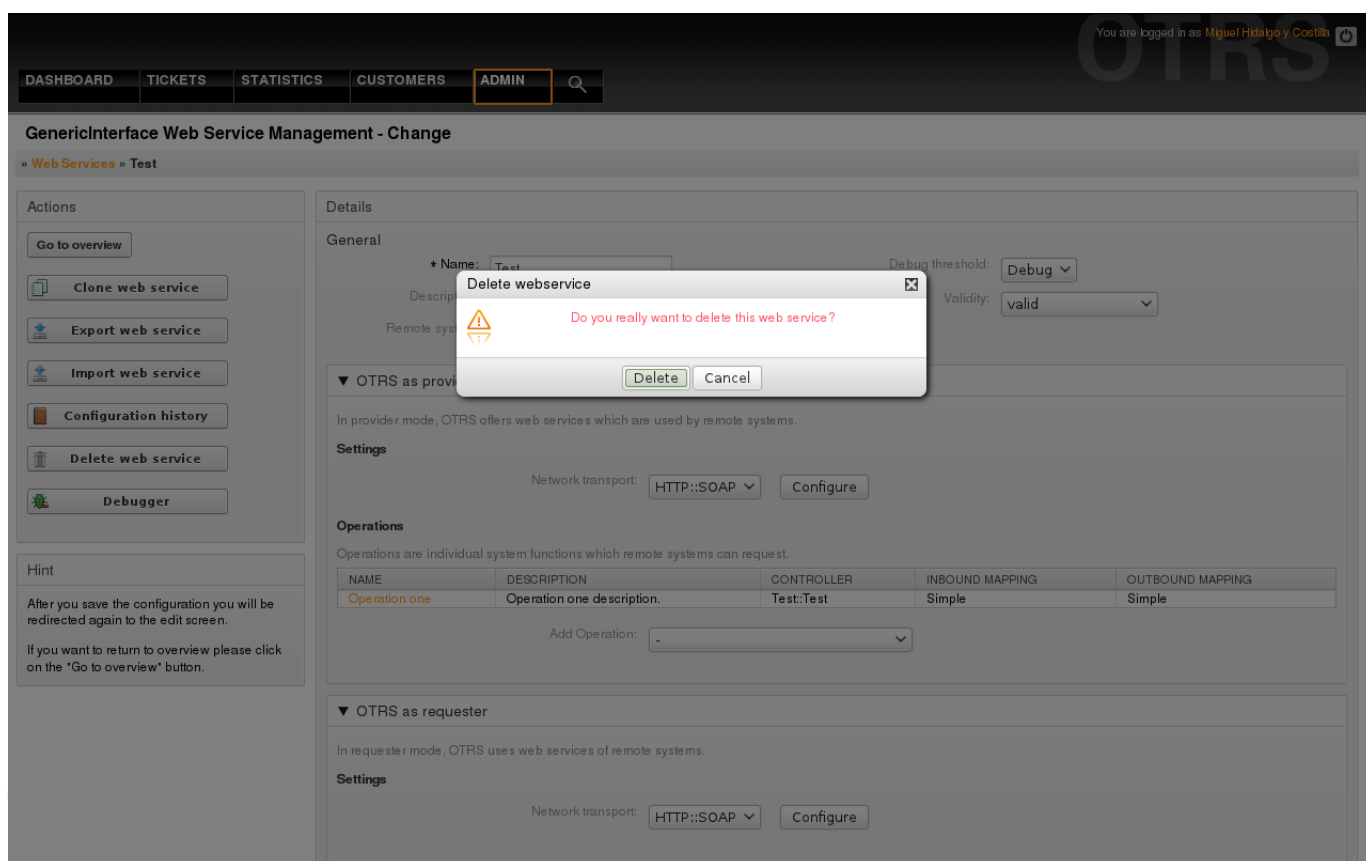 OTRS
You are logged in as Miguel Hidalgo y Costilla
DASHBOARD TICKETS STATISTICS CUSTOMERS ADMIN
GenericInterface Web Service Management - Change
» Web Services » Test
Actions
Go to overview
Clone web service
Export web service
Import web service
Configuration history
Delete web service
Debugger
Hint
After you save the configuration you will be
redirected again to the edit screen.
If you want to return to overview please click
on the "Go to overview" button.
Details
General
* Name: Test
Debug threshold: Debug
Descrip
Validity: valid
Remote syst
Delete webservice
Do you really want to delete this web service?
Delete Cancel
▼ OTRS as provi
In provider mode, OTRS offers web services which are used by remote systems.
Settings
Network transport: HTTP::SOAP Configure
Operations
Operations are individual system functions which remote systems can request.
NAME DESCRIPTION CONTROLLER INBOUND MAPPING OUTBOUND MAPPING
Operation one Operation one description. Test::Test Simple Simple
Add Operation: -
▼ OTRS as requester
In requester mode, OTRS uses web services of remote systems.
Settings
Network transport: HTTP::SOAP Configure